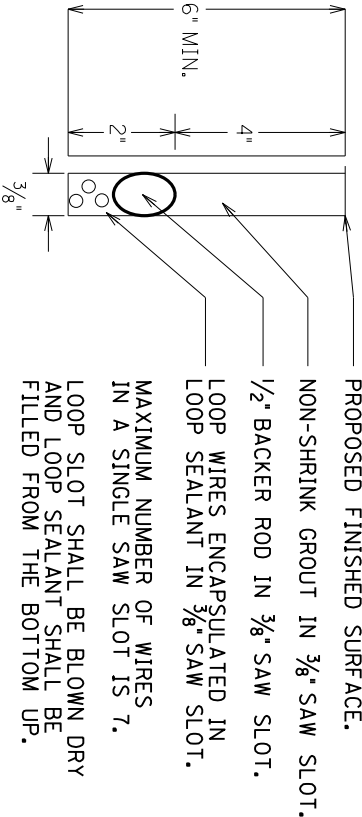 PROPOSED FINISHED SURFACE.
NON-SHRINK GROUT IN 3/8" SAW SLOT.
1/2" BACKER ROD IN 3/8" SAW SLOT.
LOOP WIRES ENCAPSULATED IN
LOOP SEALANT IN 3/8" SAW SLOT.
MAXIMUM NUMBER OF WIRES
IN A SINGLE SAW SLOT IS 7.
LOOP SLOT SHALL BE BLOWN DRY
AND LOOP SEALANT SHALL BE
FILLED FROM THE BOTTOM UP.
6" MIN.
4"
2"
3/8"